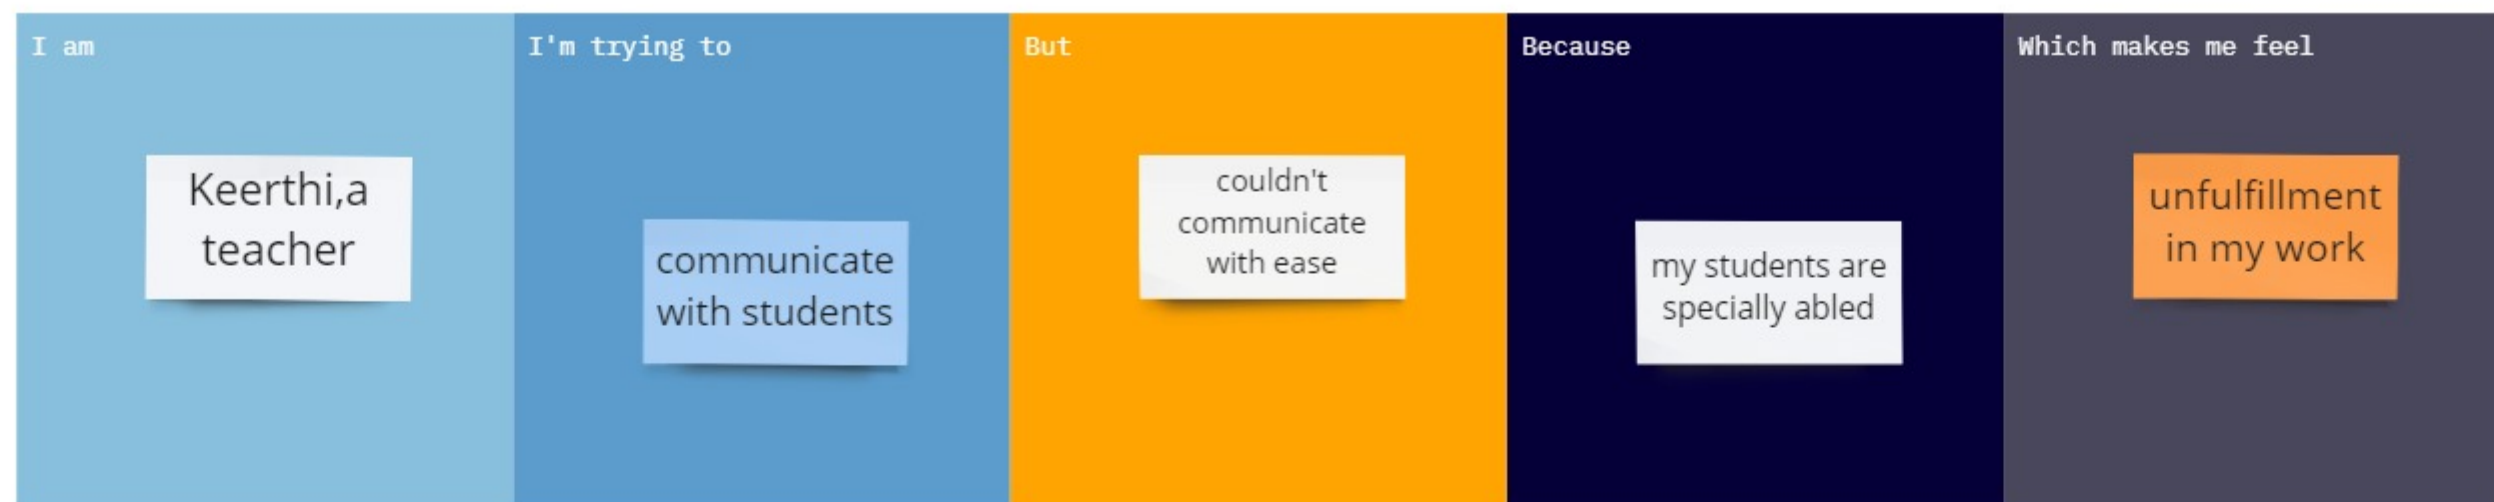 I am
Keerthi,a
teacher
I'm trying to
communicate
with students
But
couldn't
communicate
with ease
Because
my students are
specially abled
Which makes me feel
unfulfillment
in my work